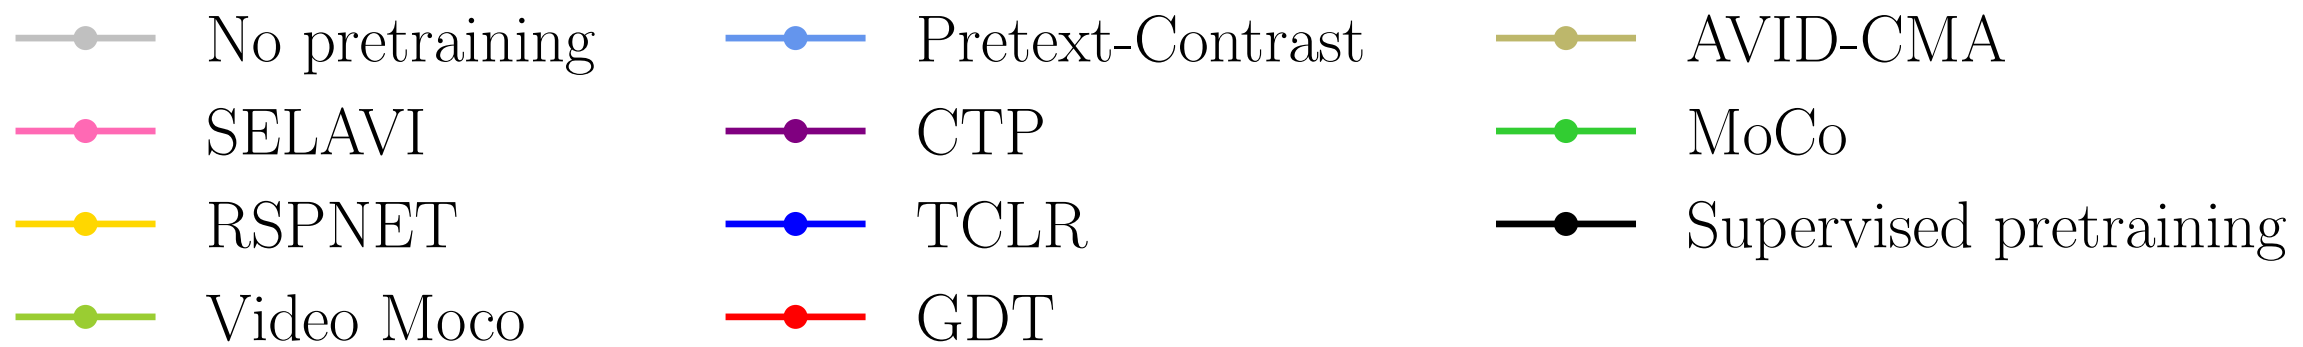 No pretraining
Pretext-Contrast
AVID-CMA
SELAVI
CTP
MoCo
RSPNET
TCLR
Supervised pretraining
Video Moco
GDT